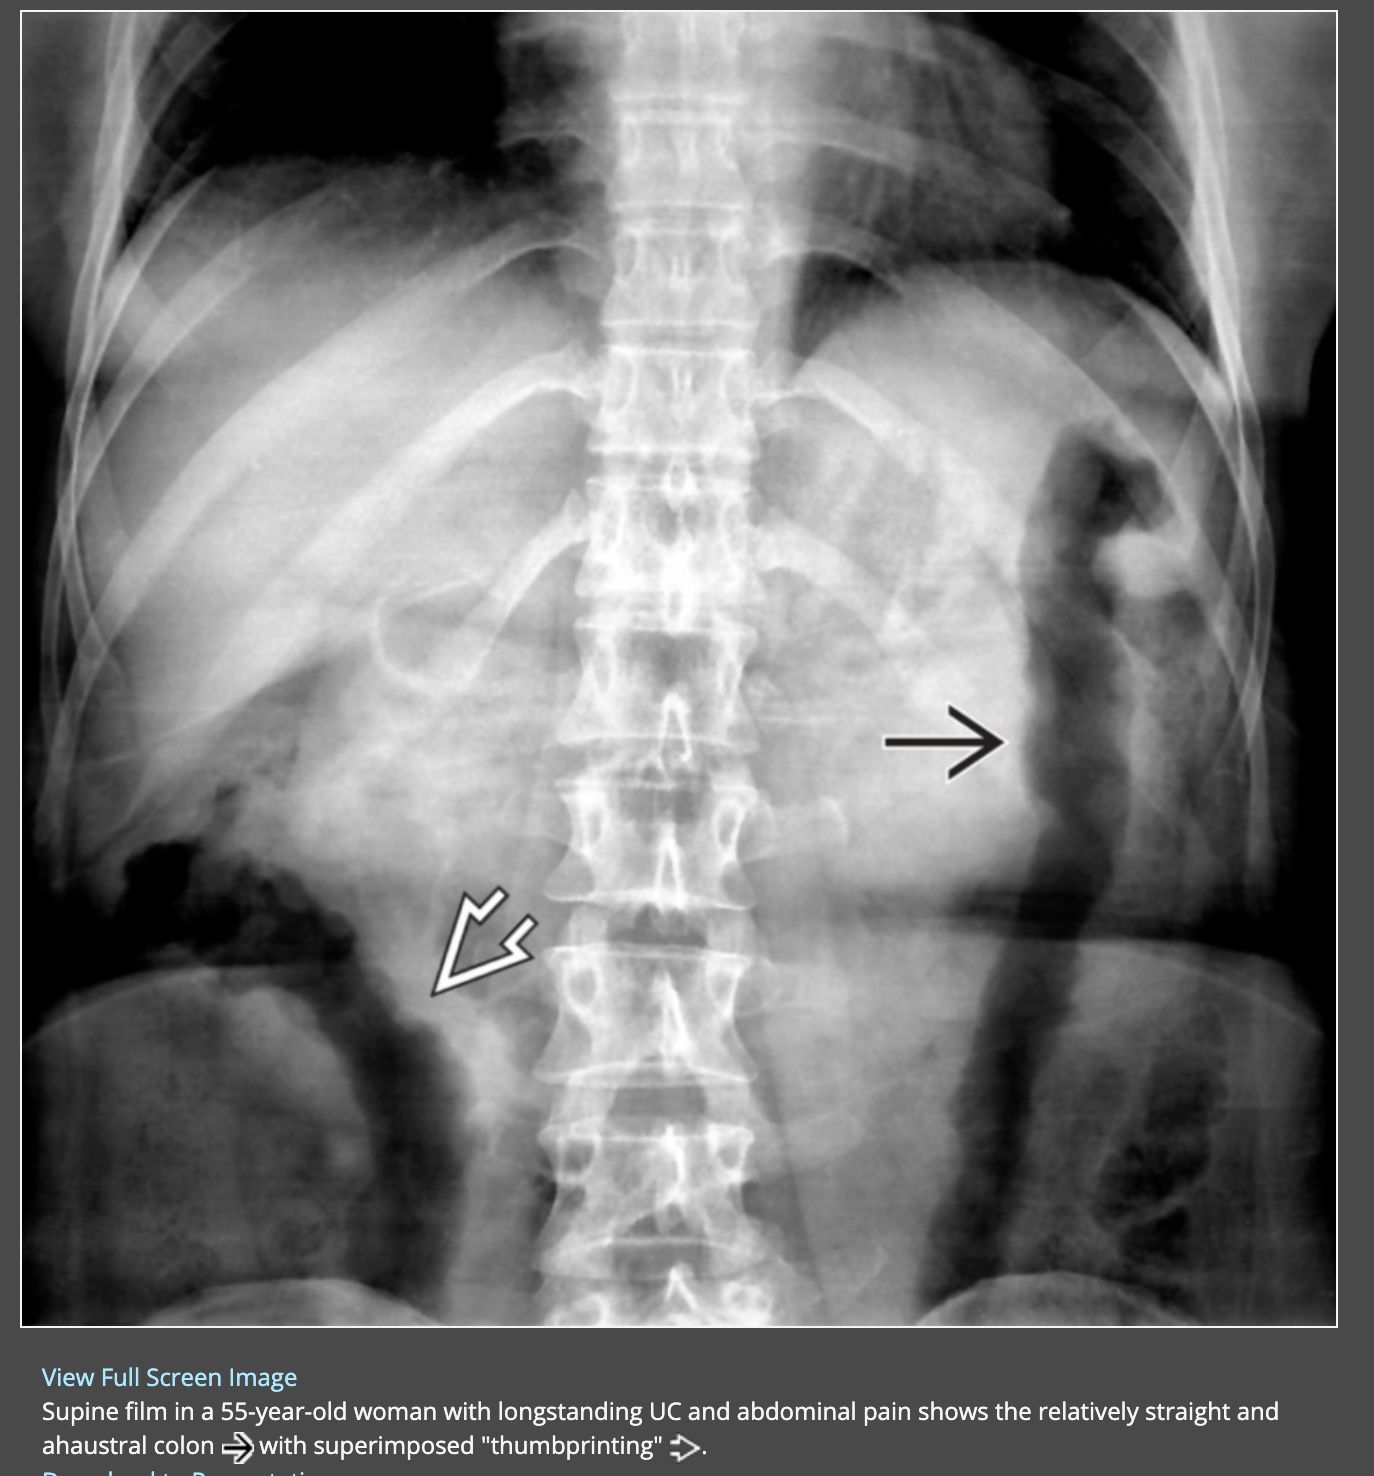 View Full Screen Image
Supine film in a 55-year-old woman with longstanding UC and abdominal pain shows the relatively straight and
ahaustral colon with superimposed "thumbprinting" .